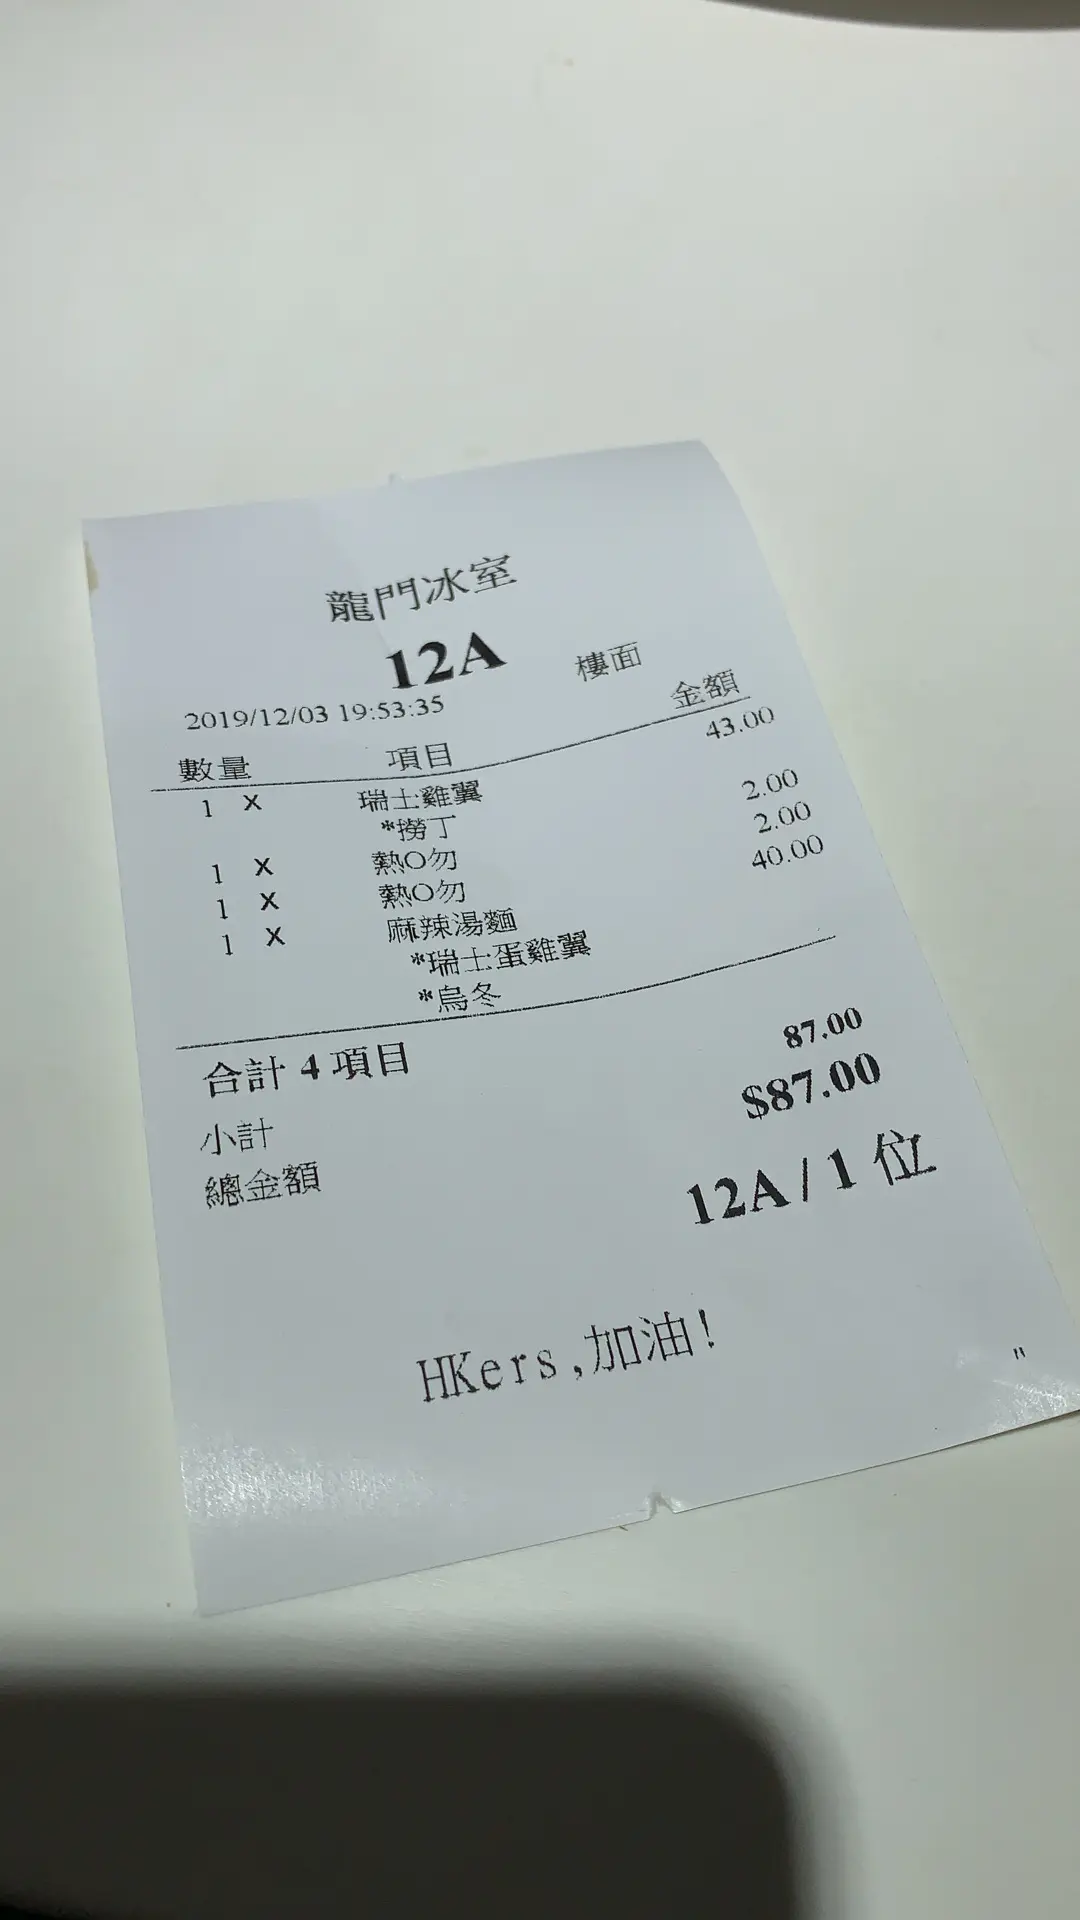 龍門冰室
12A 樓面
2019/12/03 19:53:35
數量 項目 金額
1 X 瑞士雞翼 43.00
*撈丁
1 X 熱O勿 2.00
1 X 熱O勿 2.00
1 X 麻辣湯麵 40.00
*瑞士蛋雞翼
*烏冬
合計 4 項目
小計 87.00
總金額 $87.00
12A / 1 位
HKers,加油!
"